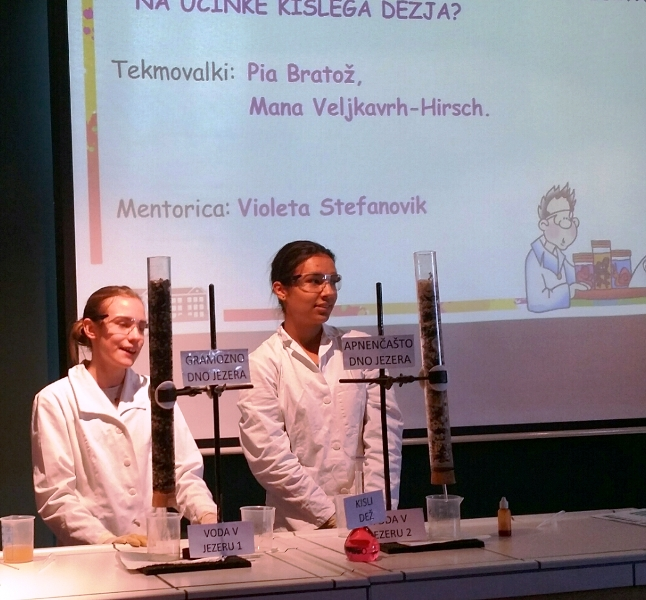 NA UČINKE KISLEGA DEŽJA?
Tekmovalki: Pia Bratož,
Mana Veljkavrh-Hirsch.
Mentorica: Violeta Stefanovik
GRAMOZNO
DNO JEZERA
APNENČASTO
DNO JEZERA
KISLI
DEŽ
VODA V
JEZERU 1
VODA V
JEZERU 2